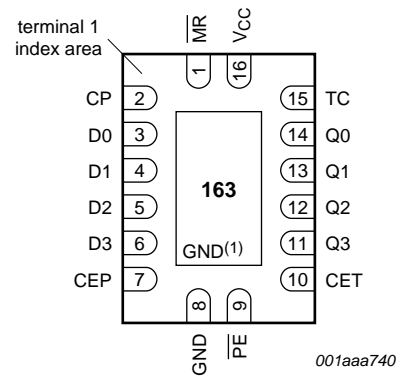 terminal 1
index area
MR
VCC
1
16
CP 2
15 TC
D0 3
14 Q0
D1 4
13 Q1
163
D2 5
12 Q2
D3 6
11 Q3
GND(1)
CEP 7
10 CET
8
9
GND
PE
001aaa740